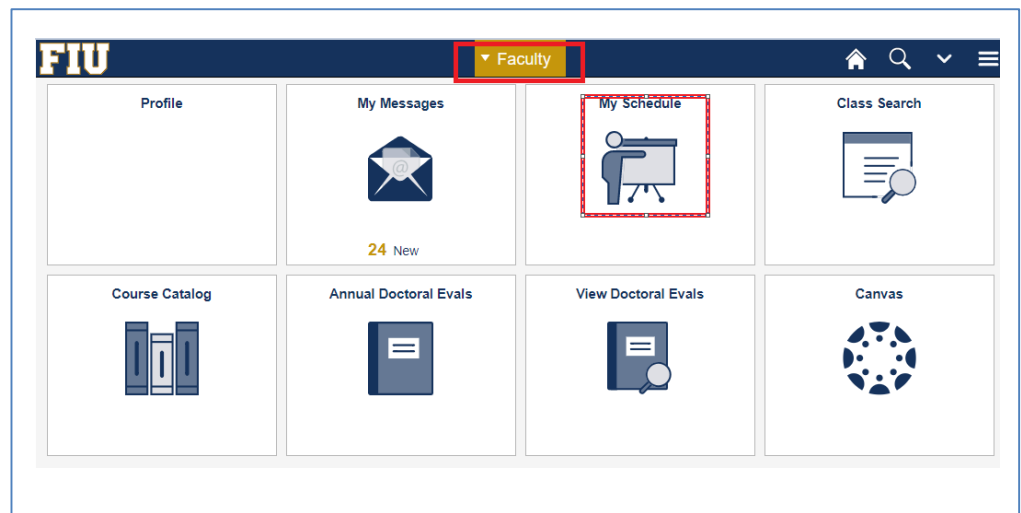 FIU
Faculty
Profile
My Messages
My Schedule
Class Search
@
24 New
Course Catalog
Annual Doctoral Evals
View Doctoral Evals
Canvas